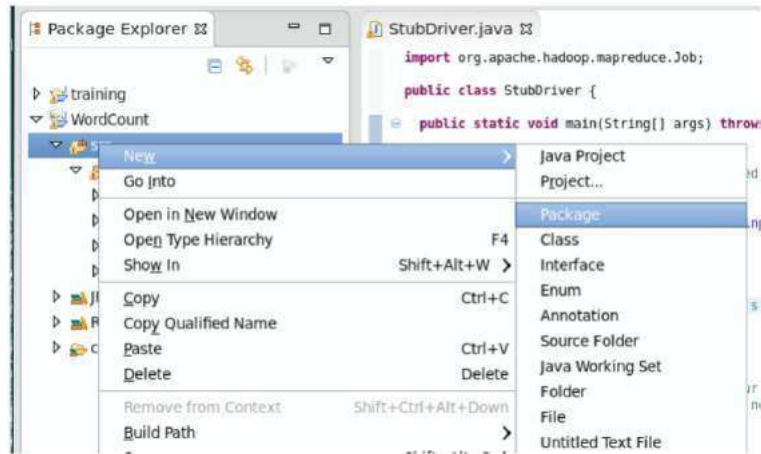 Package Explorer
StubDriver.java
import org.apache.hadoop.mapreduce.Job;
public class StubDriver {
public static void main(String[] args) throws
training
WordCount
New
Go Into
Open in New Window
Open Type Hierarchy F4
Show In Shift+Alt+W
Copy Ctrl+C
Copy Qualified Name
Paste Ctrl+V
Delete Delete
Remove from Context Shift+Ctrl+Alt+Down
Build Path
Java Project
Project...
Package
Class
Interface
Enum
Annotation
Source Folder
Java Working Set
Folder
File
Untitled Text File